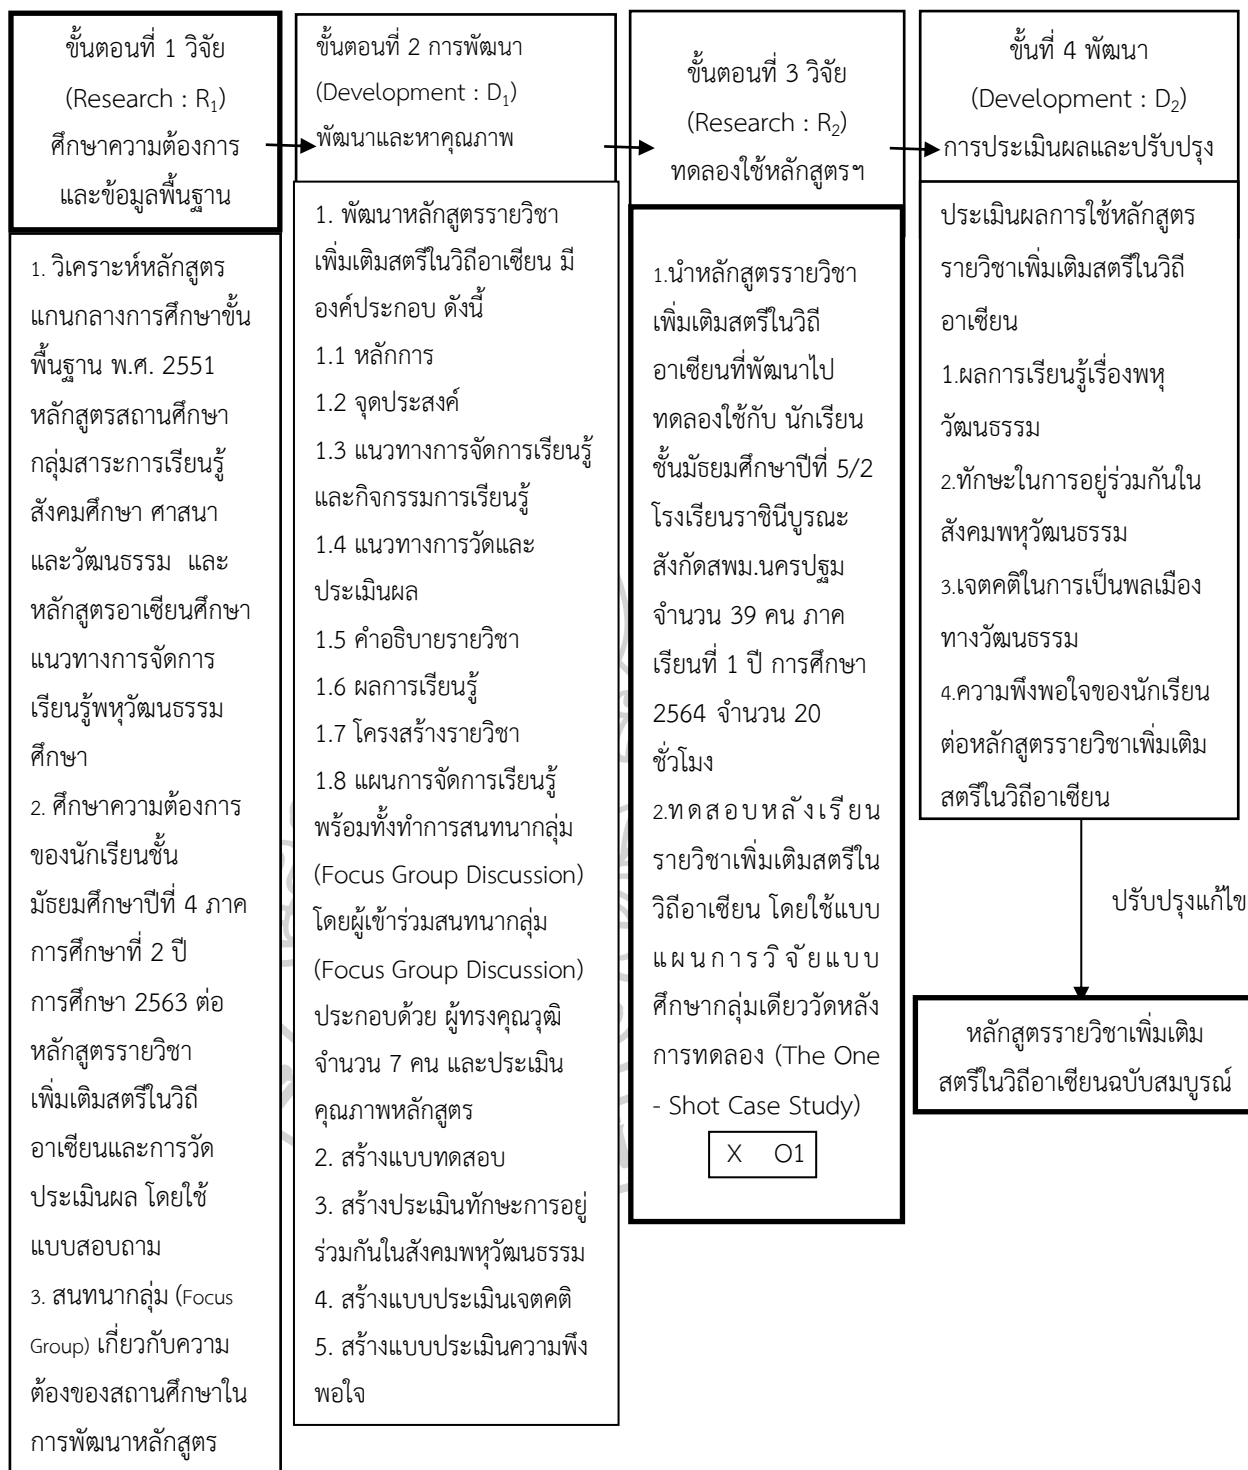 ขั้นตอนที่ 1 วิจัย
(Research : R1)
ศึกษาความต้องการ
และข้อมูลพื้นฐาน
1. วิเคราะห์หลักสูตร
แกนกลางการศึกษาขั้น
พื้นฐาน พ.ศ. 2551
หลักสูตรสถานศึกษา
กลุ่มสาระการเรียนรู้
สังคมศึกษา ศาสนา
และวัฒนธรรม และ
หลักสูตรอาเซียนศึกษา
แนวทางการจัดการ
เรียนรู้พหุวัฒนธรรม
ศึกษา
2. ศึกษาความต้องการ
ของนักเรียนชั้น
มัธยมศึกษาปีที่ 4 ภาค
การศึกษาที่ 2 ปี
การศึกษา 2563 ต่อ
หลักสูตรรายวิชา
เพิ่มเติมสตรีในวิถี
อาเซียนและการวัด
ประเมินผล โดยใช้
แบบสอบถาม
3. สนทนากลุ่ม (Focus
Group) เกี่ยวกับความ
ต้องของสถานศึกษาใน
การพัฒนาหลักสูตร
ขั้นตอนที่ 2 การพัฒนา
(Development : D1)
พัฒนาและหาคุณภาพ
1. พัฒนาหลักสูตรรายวิชา
เพิ่มเติมสตรีในวิถีอาเซียน มี
องค์ประกอบ ดังนี้
1.1 หลักการ
1.2 จุดประสงค์
1.3 แนวทางการจัดการเรียนรู้
และกิจกรรมการเรียนรู้
1.4 แนวทางการวัดและ
ประเมินผล
1.5 คำอธิบายรายวิชา
1.6 ผลการเรียนรู้
1.7 โครงสร้างรายวิชา
1.8 แผนการจัดการเรียนรู้
พร้อมทั้งทำการสนทนากลุ่ม
(Focus Group Discussion)
โดยผู้เข้าร่วมสนทนากลุ่ม
(Focus Group Discussion)
ประกอบด้วย ผู้ทรงคุณวุฒิ
จำนวน 7 คน และประเมิน
คุณภาพหลักสูตร
2. สร้างแบบทดสอบ
3. สร้างประเมินทักษะการอยู่
ร่วมกันในสังคมพหุวัฒนธรรม
4. สร้างแบบประเมินเจตคติ
5. สร้างแบบประเมินความพึง
พอใจ
ขั้นตอนที่ 3 วิจัย
(Research : R2)
ทดลองใช้หลักสูตรฯ
1.นำหลักสูตรรายวิชา
เพิ่มเติมสตรีในวิถี
อาเซียนที่พัฒนาไป
ทดลองใช้กับ นักเรียน
ชั้นมัธยมศึกษาปีที่ 5/2
โรงเรียนราชินีบูรณะ
สังกัดสพม.นครปฐม
จำนวน 39 คน ภาค
เรียนที่ 1 ปี การศึกษา
2564 จำนวน 20
ชั่วโมง
2.ทดสอบหลังเรียน
รายวิชาเพิ่มเติมสตรีใน
วิถีอาเซียน โดยใช้แบบ
แผนการวิจัยแบบ
ศึกษากลุ่มเดียววัดหลัง
การทดลอง (The One
- Shot Case Study)
X O1
ขั้นที่ 4 พัฒนา
(Development : D2)
การประเมินผลและปรับปรุง
ประเมินผลการใช้หลักสูตร
รายวิชาเพิ่มเติมสตรีในวิถี
อาเซียน
1.ผลการเรียนรู้เรื่องพหุ
วัฒนธรรม
2.ทักษะในการอยู่ร่วมกันใน
สังคมพหุวัฒนธรรม
3.เจตคติในการเป็นพลเมือง
ทางวัฒนธรรม
4.ความพึงพอใจของนักเรียน
ต่อหลักสูตรรายวิชาเพิ่มเติม
สตรีในวิถีอาเซียน
ปรับปรุงแก้ไข
หลักสูตรรายวิชาเพิ่มเติม
สตรีในวิถีอาเซียนฉบับสมบูรณ์